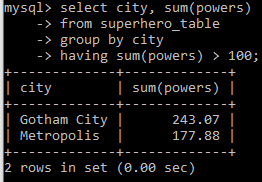 mysql> select city, sum(powers)
    -> from superhero_table
    -> group by city
    -> having sum(powers) > 100;
+-------------+-------------+
| city        | sum(powers) |
+-------------+-------------+
| Gotham City |      243.07 |
| Metropolis  |      177.88 |
+-------------+-------------+
2 rows in set (0.00 sec)